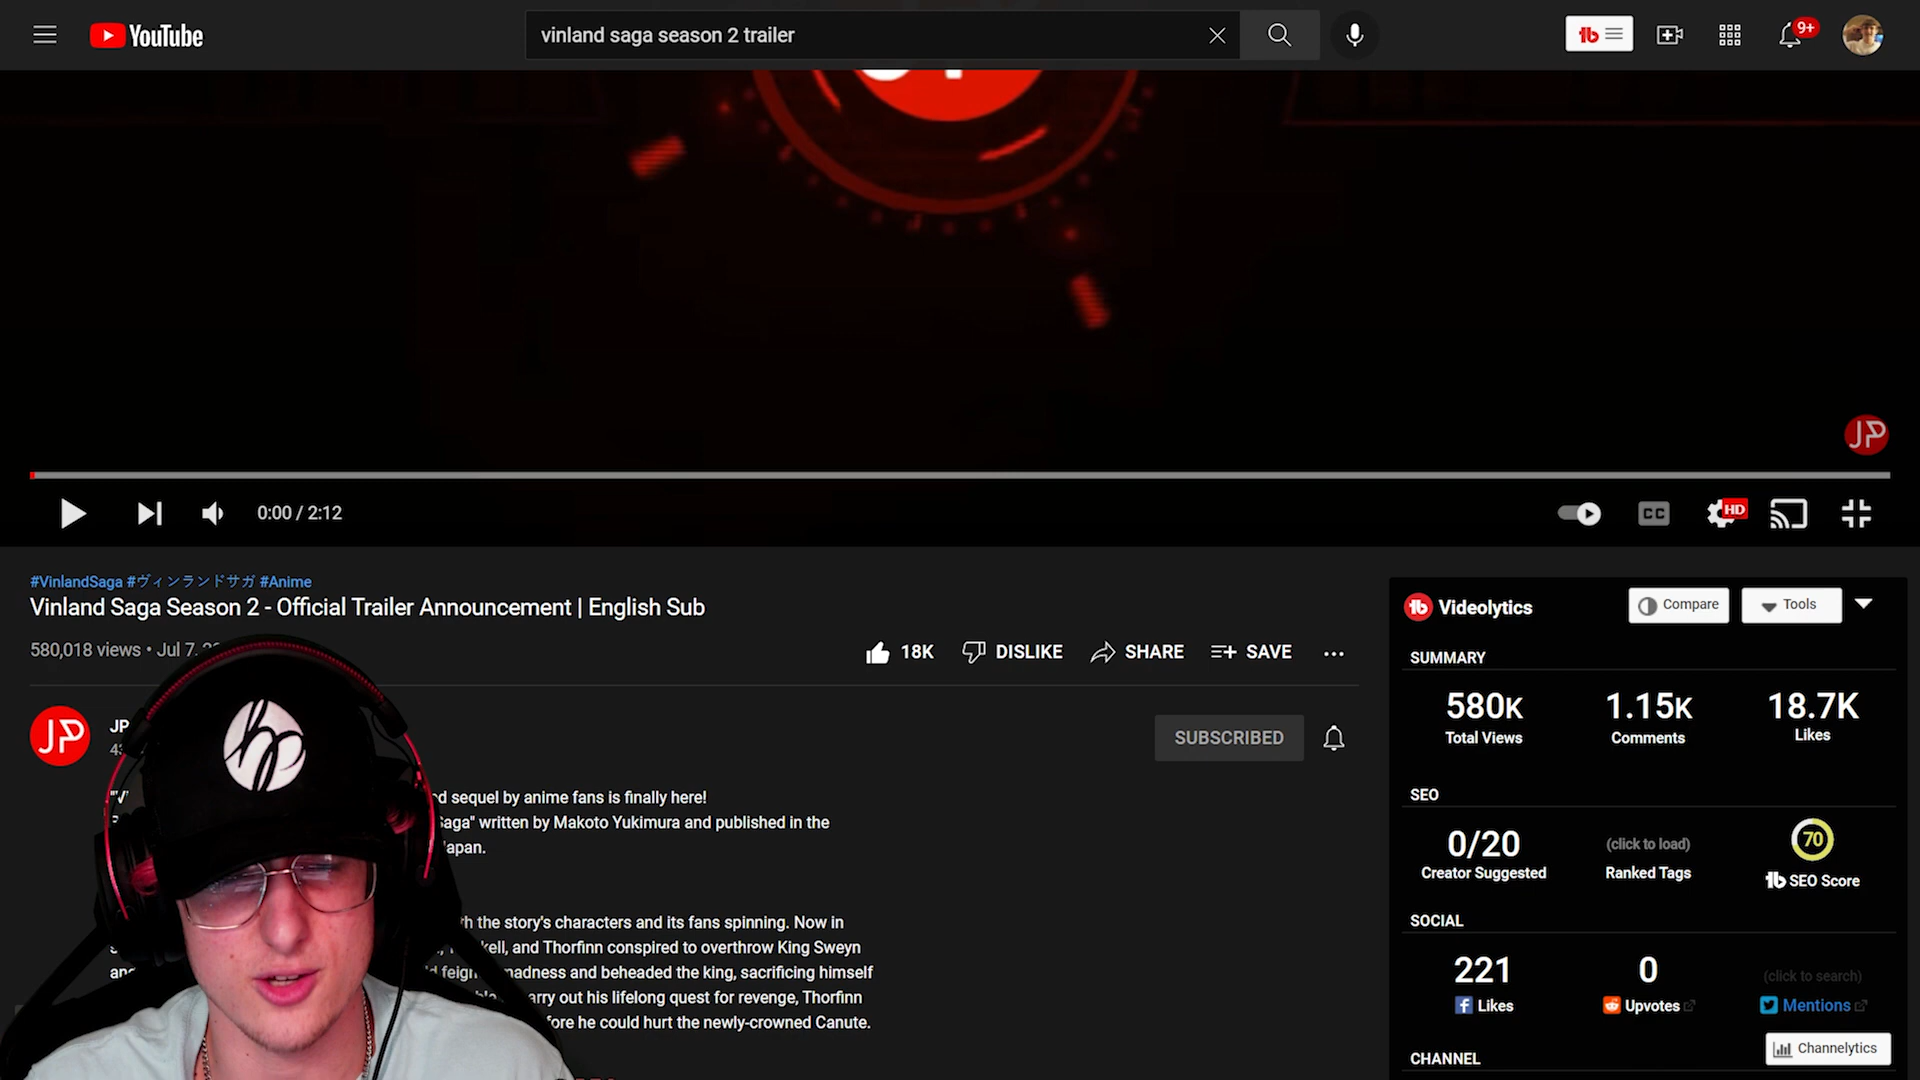 YouTube
vinland saga season 2 trailer
9+
JP
0:00 / 2:12
CC
HD
#VinlandSaga #ヴィンランドサガ #Anime
Vinland Saga Season 2 - Official Trailer Announcement | English Sub
580,018 views • Jul 7,
18K
DISLIKE
SHARE
SAVE
JP
JP
SUBSCRIBED
hp
sequel by anime fans is finally here!
Saga" written by Makoto Yukimura and published in the
the story's characters and its fans spinning. Now in
and Thorfinn conspired to overthrow King Sweyn
madness and beheaded the king, sacrificing himself
out his lifelong quest for revenge, Thorfinn
he could hurt the newly-crowned Canute.
Videolytics
Compare
Tools
SUMMARY
580K
Total Views
1.15K
Comments
18.7K
Likes
SEO
0/20
Creator Suggested
(click to load)
Ranked Tags
70
SEO Score
SOCIAL
221
Likes
0
Upvotes
(click to search)
Mentions
CHANNEL
Channelytics